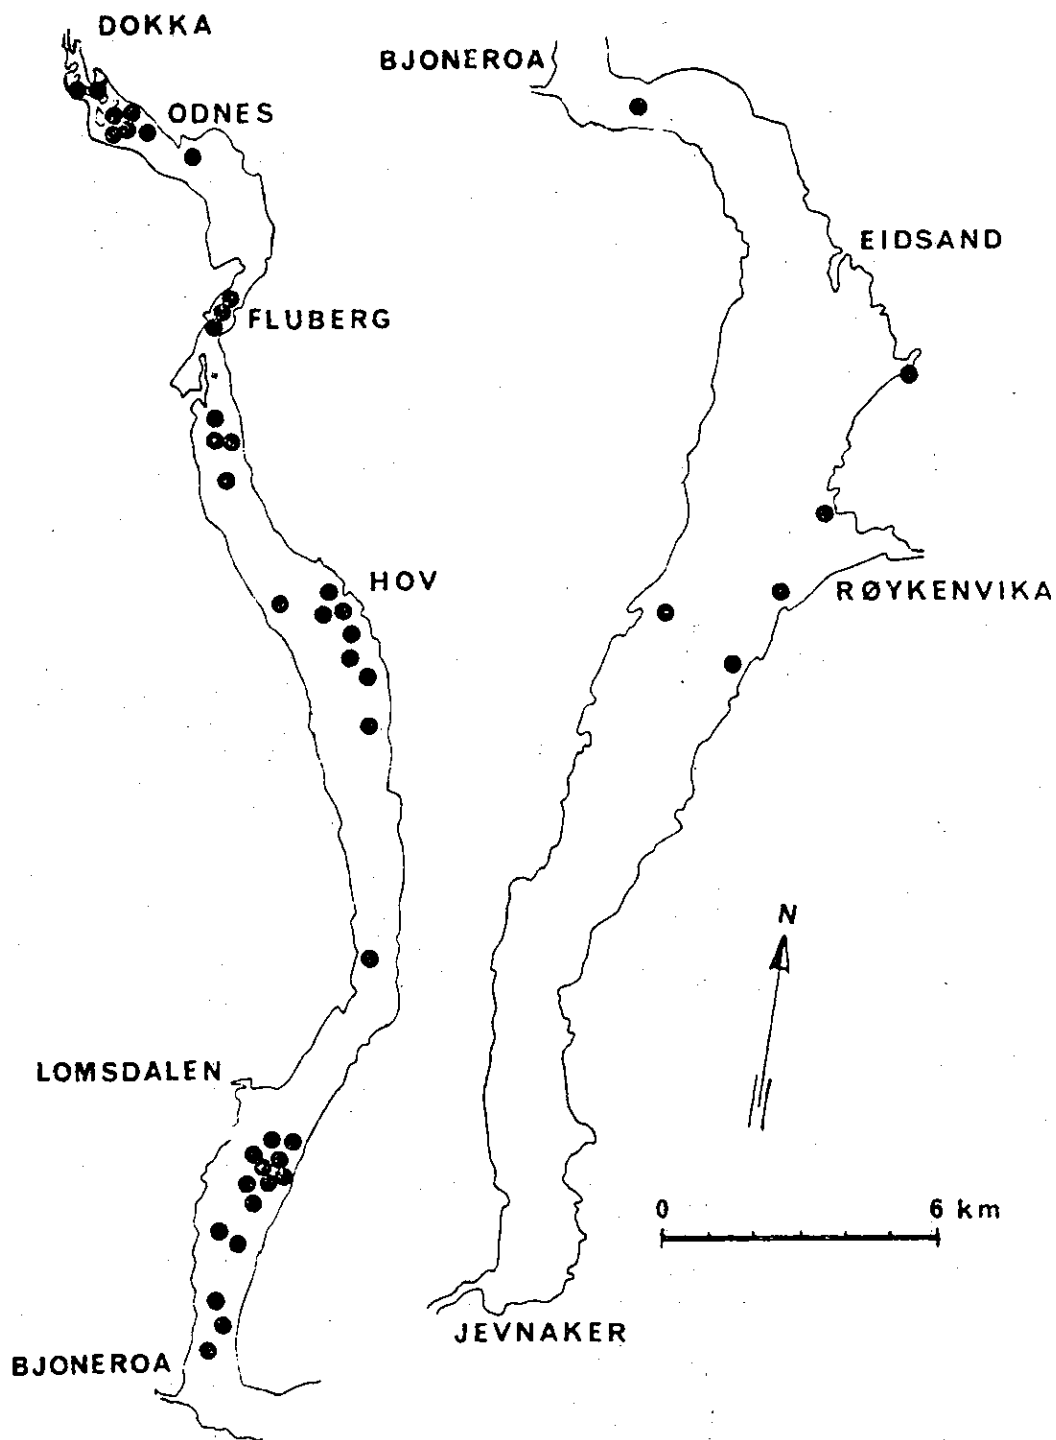 DOKKA
BJONEROA
ODNES
EIDSAND
FLUBERG
HOV
RØYKENVIKA
N
LOMSDALEN
0 6 km
JEVNAKER
BJONEROA